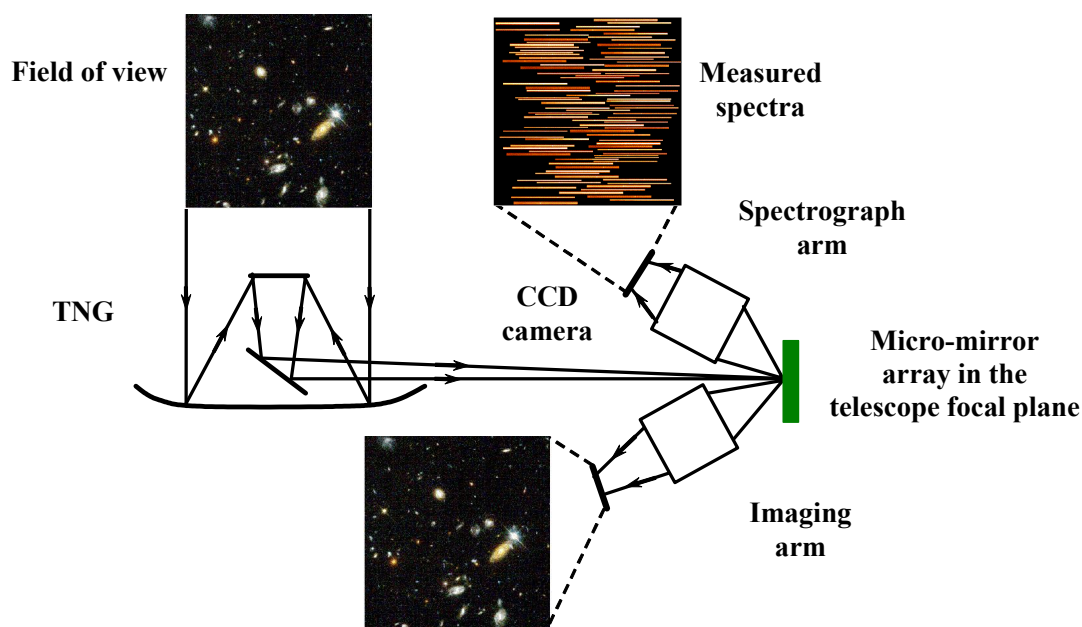 Field of view
Measured
spectra
Spectrograph
arm
TNG
CCD
camera
Micro-mirror
array in the
telescope focal plane
Imaging
arm